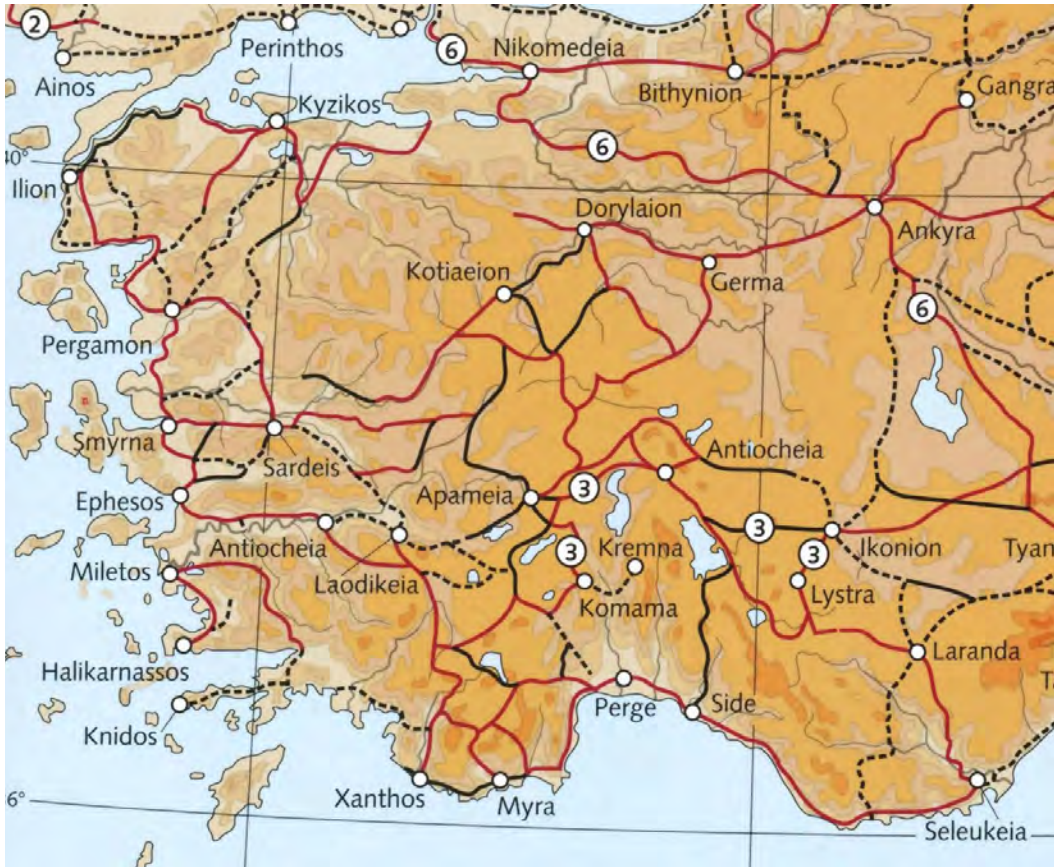 2
Perinthos
6
Nikomedeia
Ainos
Bithynion
Gangra
Kyzikos
6
40°
Ilion
Dorylaion
Ankyra
Kotiaeion
Germa
6
Pergamon
Smyrna
Sardeis
Antiocheia
Ephesos
Apameia
3
Antiocheia
3
Kremna
3
3
Ikonion
Tyan
Miletos
Laodikeia
Komama
Lystra
Halikarnassos
Laranda
Perge
Side
Knidos
Xanthos
Myra
6°
Seleukeia